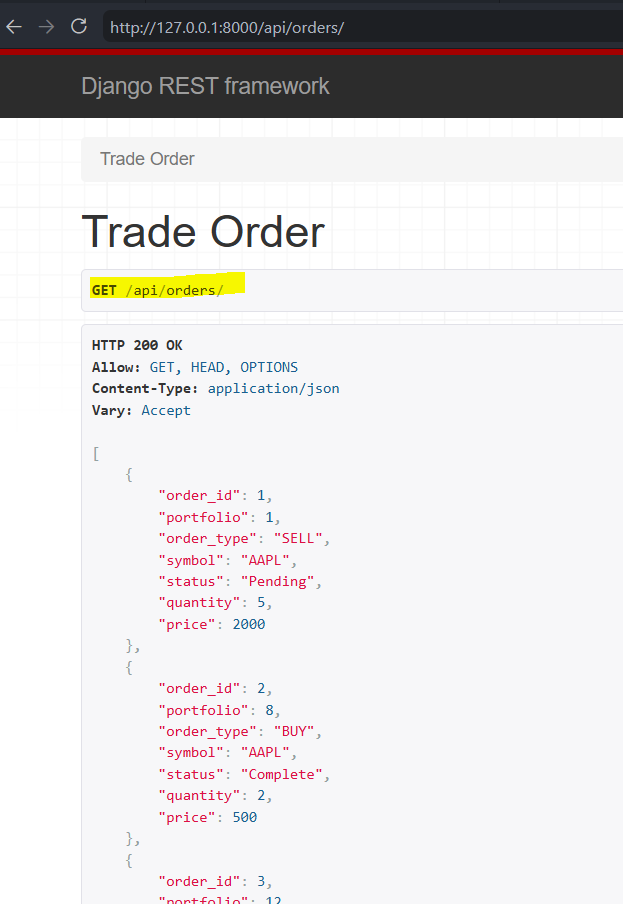 http://127.0.0.1:8000/api/orders/
Django REST framework
Trade Order
Trade Order
GET /api/orders/
HTTP 200 OK
Allow: GET, HEAD, OPTIONS
Content-Type: application/json
Vary: Accept
[
{
"order_id": 1,
"portfolio": 1,
"order_type": "SELL",
"symbol": "AAPL",
"status": "Pending",
"quantity": 5,
"price": 2000
},
{
"order_id": 2,
"portfolio": 8,
"order_type": "BUY",
"symbol": "AAPL",
"status": "Complete",
"quantity": 2,
"price": 500
},
{
"order_id": 3,
"portfolio": 12